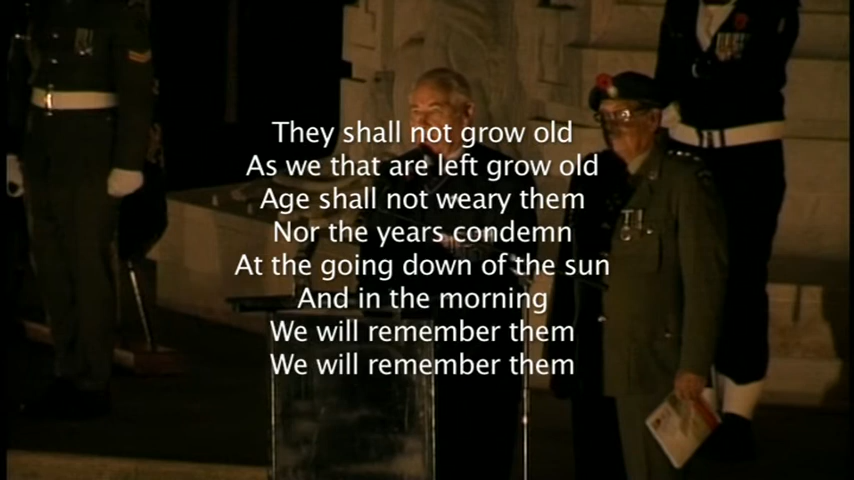 They shall not grow old
As we that are left grow old
Age shall not weary them
Nor the years condemn
At the going down of the sun
And in the morning
We will remember them
We will remember them